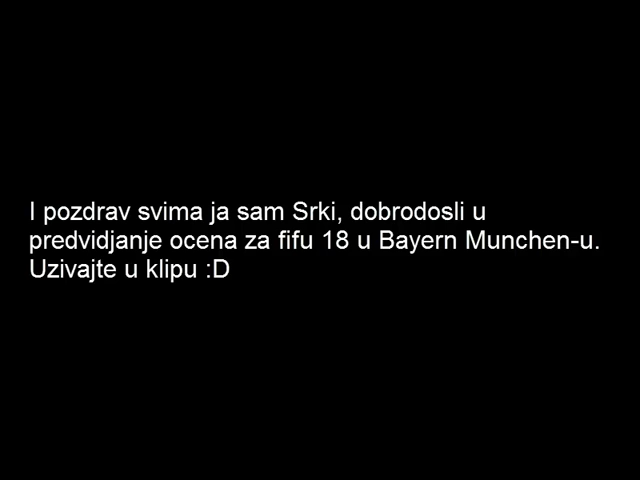 I pozdrav svima ja sam Srki, dobrodosli u
predvidjanje ocena za fifu 18 u Bayern Munchen-u.
Uzivajte u klipu :D